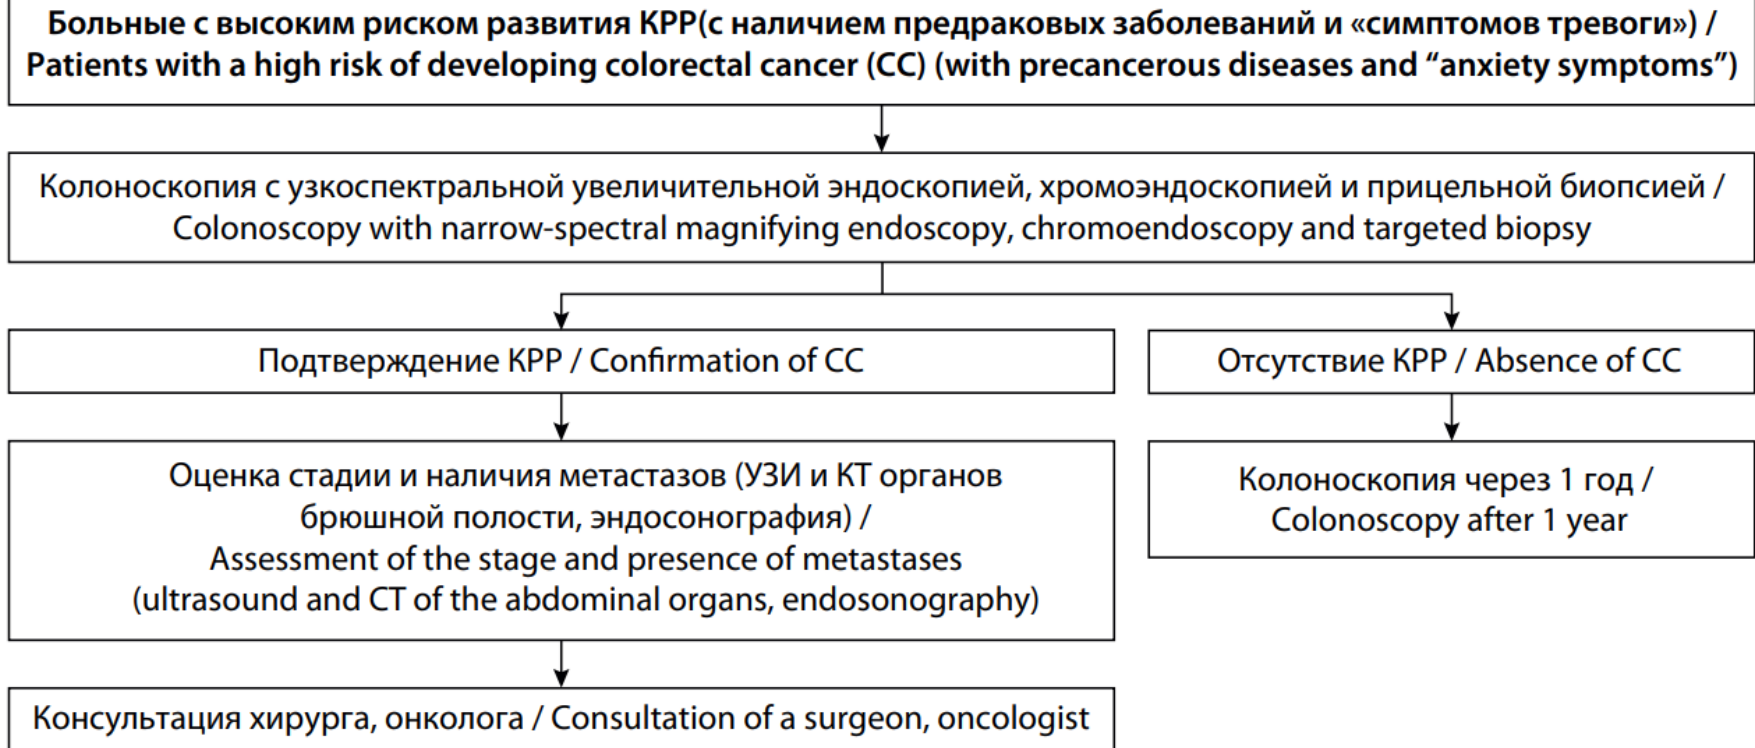 Больные с высоким риском развития КРР(с наличием предраковых заболеваний и «симптомов тревоги») /
Patients with a high risk of developing colorectal cancer (CC) (with precancerous diseases and “anxiety symptoms”)
Колоноскопия с узкоспектральной увеличительной эндоскопией, хромоэндоскопией и прицельной биопсией /
Colonoscopy with narrow-spectral magnifying endoscopy, chromoendoscopy and targeted biopsy
Подтверждение КРР / Confirmation of CC
Отсутствие КРР / Absence of CC
Оценка стадии и наличия метастазов (УЗИ и КТ органов
брюшной полости, эндосонография) /
Assessment of the stage and presence of metastases
(ultrasound and CT of the abdominal organs, endosonography)
Колоноскопия через 1 год /
Colonoscopy after 1 year
Консультация хирурга, онколога / Consultation of a surgeon, oncologist